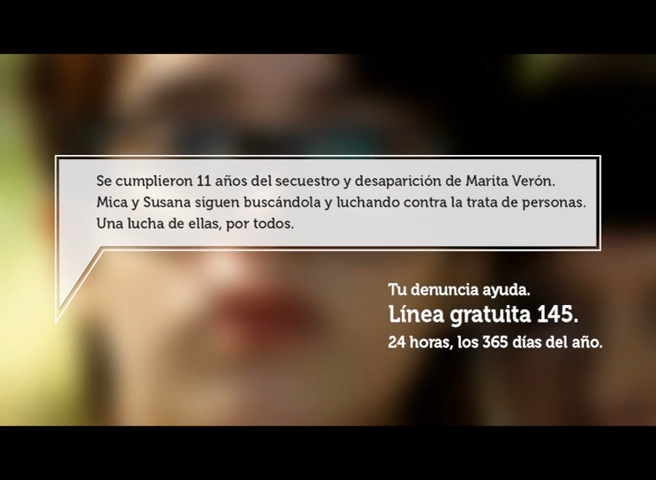 Se cumplieron 11 años del secuestro y desaparición de Marita Verón.
Mica y Susana siguen buscándola y luchando contra la trata de personas.
Una lucha de ellas, por todos.
Tu denuncia ayuda.
Línea gratuita 145.
24 horas, los 365 días del año.